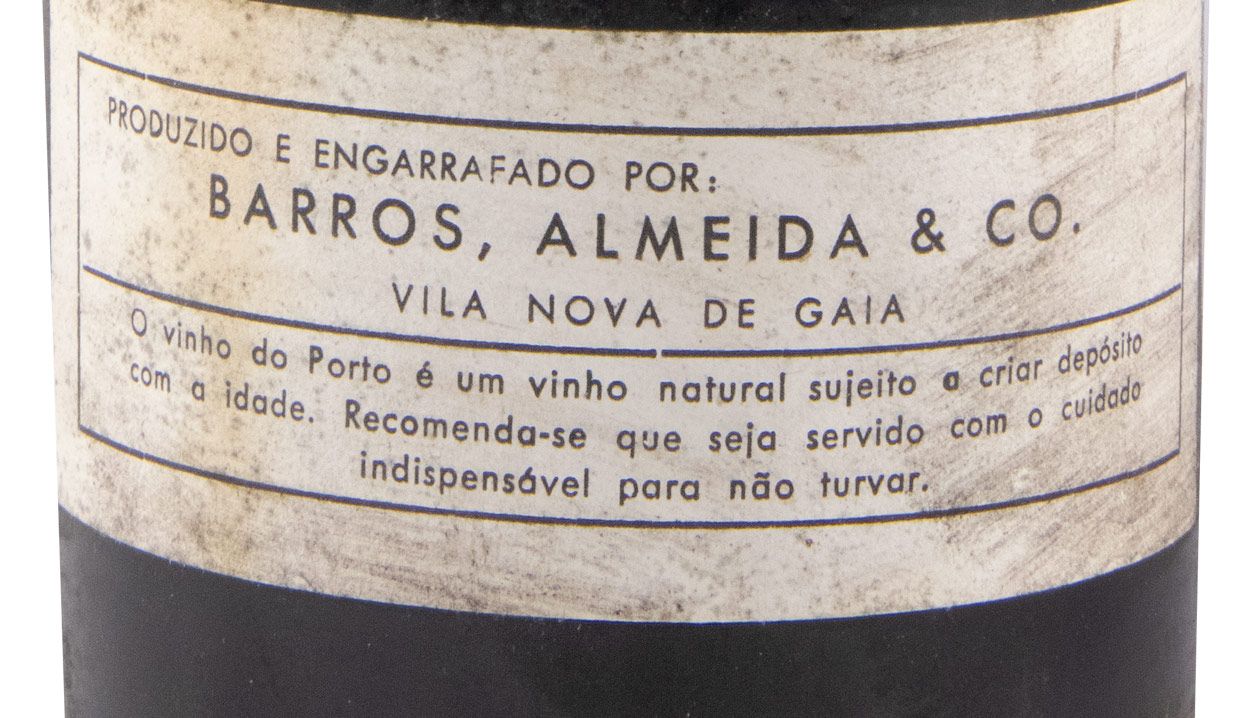 PRODUZIDO E ENGARRAFADO POR:
BARROS, ALMEIDA & CO.
VILA NOVA DE GAIA
O vinho do Porto é um vinho natural sujeito a criar depósito
com a idade. Recomenda-se que seja servido com o cuidado
indispensável para não turvar.